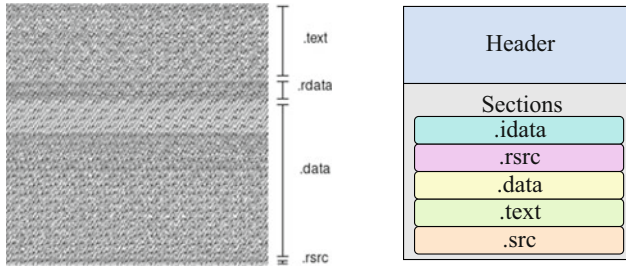 .text
.rdata
.data
.rsrc
Header
Sections
.idata
.rsrc
.data
.text
.src